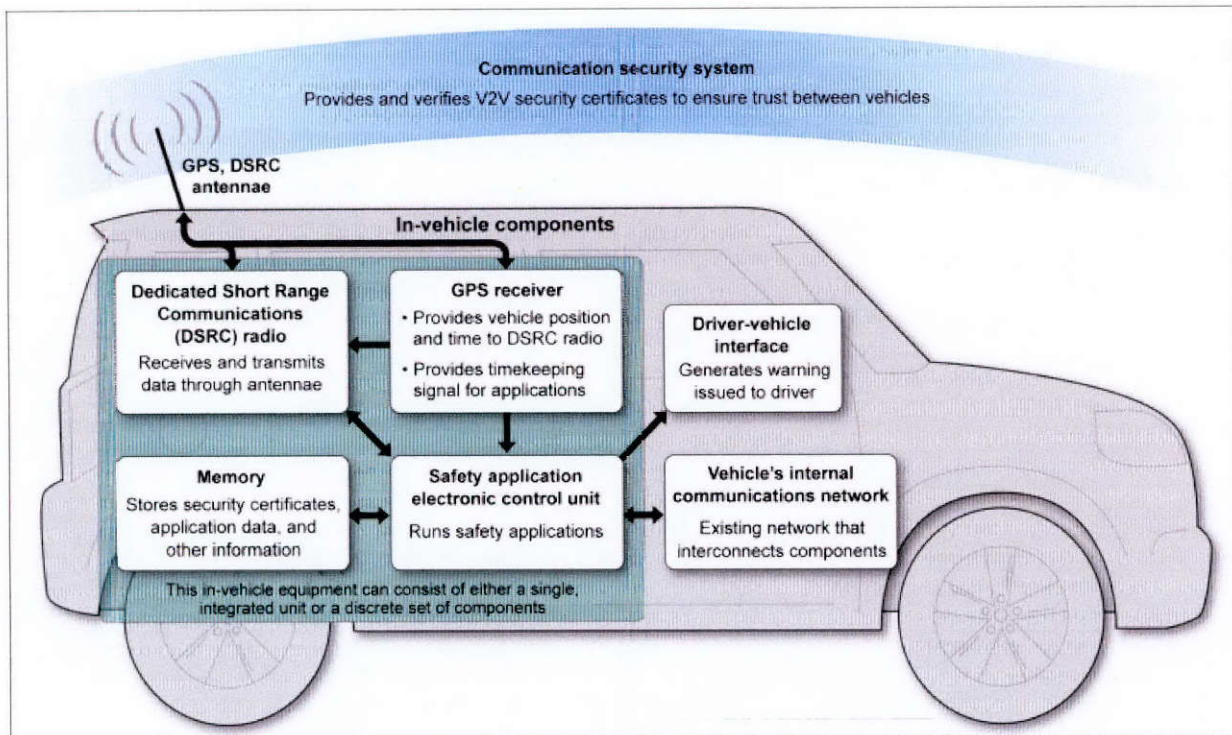 Communication security system
Provides and verifies V2V security certificates to ensure trust between vehicles
GPS, DSRC
antennae
In-vehicle components
Dedicated Short Range
Communications
(DSRC) radio
Receives and transmits
data through antennae
GPS receiver
• Provides vehicle position
and time to DSRC radio
• Provides timekeeping
signal for applications
Driver-vehicle
interface
Generates warning
issued to driver
Memory
Stores security certificates,
application data, and
other information
Safety application
electronic control unit
Runs safety applications
Vehicle's internal
communications network
Existing network that
interconnects components
This in-vehicle equipment can consist of either a single,
integrated unit or a discrete set of components